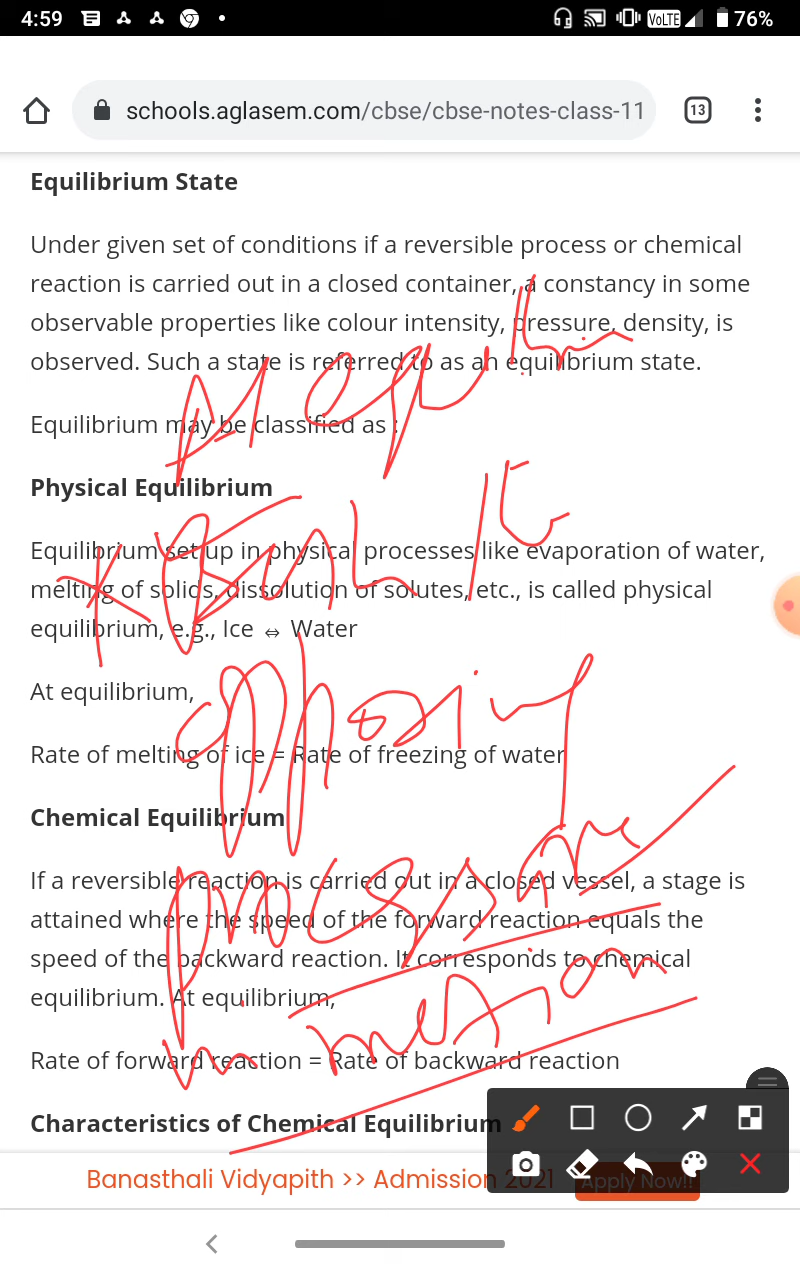 4:59
VoLTE
76%
schools.aglasem.com/cbse/cbse-notes-class-11
13
Equilibrium State
Under given set of conditions if a reversible process or chemical
reaction is carried out in a closed container, a constancy in some
observable properties like colour intensity, pressure, density, is
observed. Such a state is referred to as an equilibrium state.
Equilibrium may be classified as :
Physical Equilibrium
Equilibrium set up in physical processes like evaporation of water,
melting of solids, dissolution of solutes, etc., is called physical
equilibrium, e.g., Ice ⇔ Water
At equilibrium,
Rate of melting of ice = Rate of freezing of water
Chemical Equilibrium
If a reversible reaction is carried out in a closed vessel, a stage is
attained where the speed of the forward reaction equals the
speed of the backward reaction. It corresponds to chemical
equilibrium. At equilibrium,
Rate of forward reaction = Rate of backward reaction
Characteristics of Chemical Equilibrium
At
opposing
process are
in
Banasthali Vidyapith >> Admission 2021
Apply Now!!